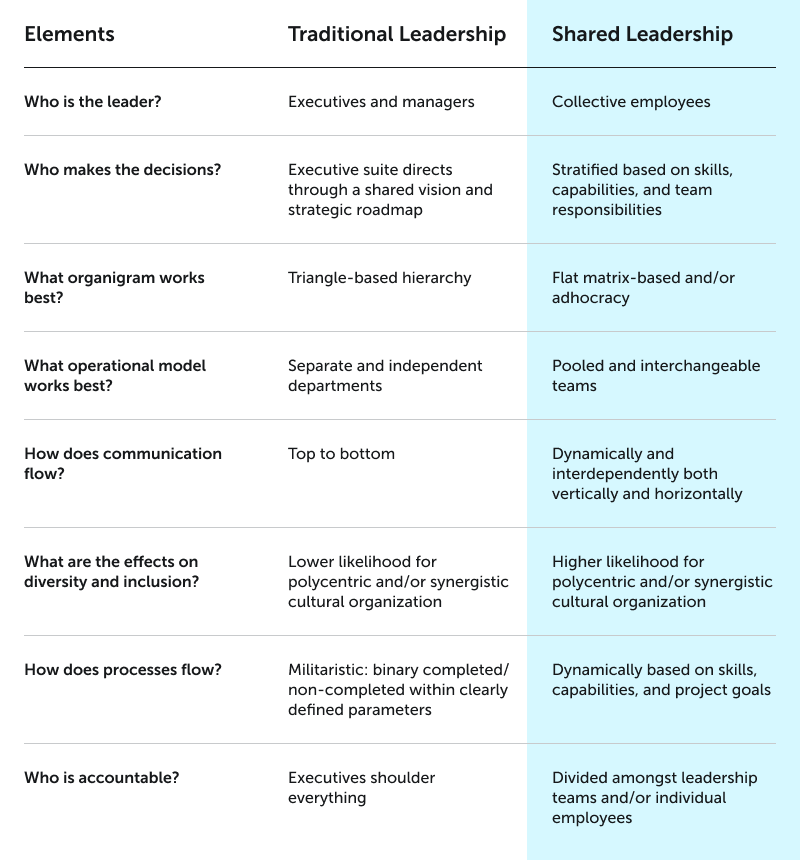 Elements
Traditional Leadership
Shared Leadership
Who is the leader?
Executives and managers
Collective employees
Who makes the decisions?
Executive suite directs
through a shared vision and
strategic roadmap
Stratified based on skills,
capabilities, and team
responsibilities
What organigram works
best?
Triangle-based hierarchy
Flat matrix-based and/or
adhocracy
What operational model
works best?
Separate and independent
departments
Pooled and interchangeable
teams
How does communication
flow?
Top to bottom
Dynamically and
interdependently both
vertically and horizontally
What are the effects on
diversity and inclusion?
Lower likelihood for
polycentric and/or synergistic
cultural organization
Higher likelihood for
polycentric and/or synergistic
cultural organization
How does processes flow?
Militaristic: binary completed/
non-completed within clearly
defined parameters
Dynamically based on skills,
capabilities, and project goals
Who is accountable?
Executives shoulder
everything
Divided amongst leadership
teams and/or individual
employees